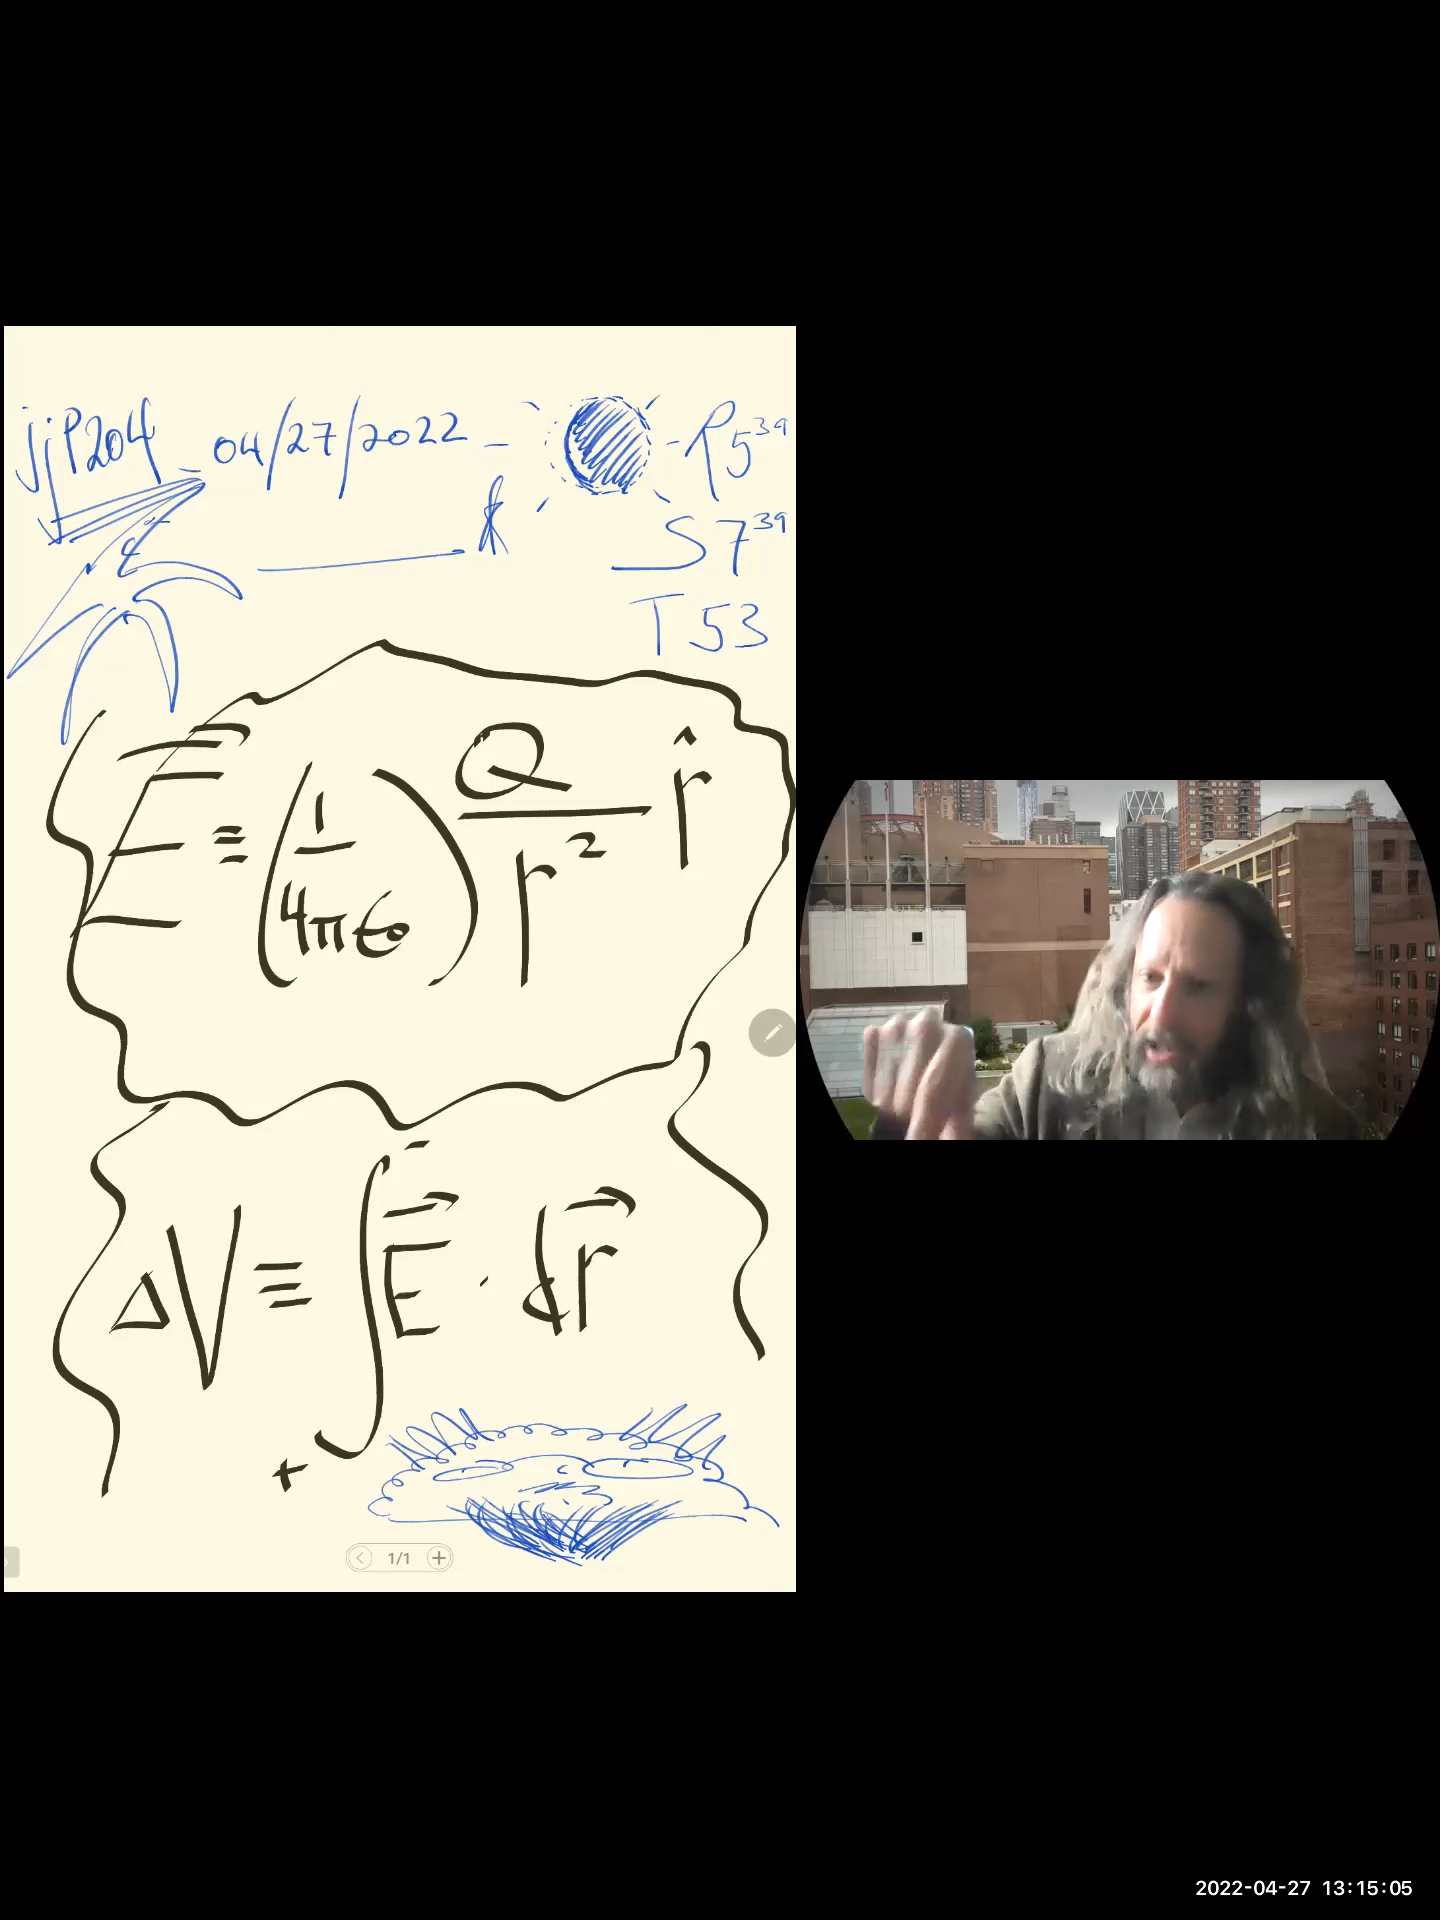 jjP204 - 04/27/2022 - R5³⁹
S7³⁹
T53
E⃗ = (1/4πε₀) Q/r² r̂
ΔV ≡ ∫₊⁻ E⃗ · dr⃗
1/1
2022-04-27 13:15:05